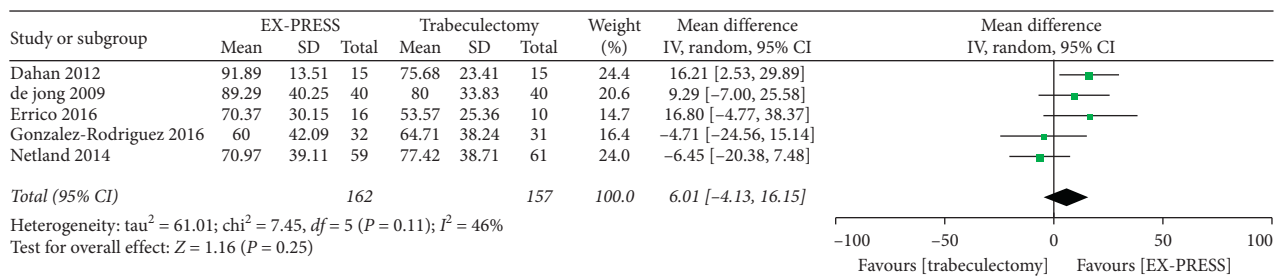 Study or subgroup EX-PRESS Trabeculectomy Weight (%) Mean difference IV, random, 95% CI Mean difference IV, random, 95% CI
Mean SD Total Mean SD Total
Dahan 2012 91.89 13.51 15 75.68 23.41 15 24.4 16.21 [2.53, 29.89]
de jong 2009 89.29 40.25 40 80 33.83 40 20.6 9.29 [−7.00, 25.58]
Errico 2016 70.37 30.15 16 53.57 25.36 10 14.7 16.80 [−4.77, 38.37]
Gonzalez-Rodriguez 2016 60 42.09 32 64.71 38.24 31 16.4 −4.71 [−24.56, 15.14]
Netland 2014 70.97 39.11 59 77.42 38.71 61 24.0 −6.45 [−20.38, 7.48]
Total (95% CI) 162 157 100.0 6.01 [−4.13, 16.15]
Heterogeneity: tau² = 61.01; chi² = 7.45, df = 5 (P = 0.11); I² = 46%
Test for overall effect: Z = 1.16 (P = 0.25)
−100 −50 0 50 100
Favours [trabeculectomy] Favours [EX-PRESS]